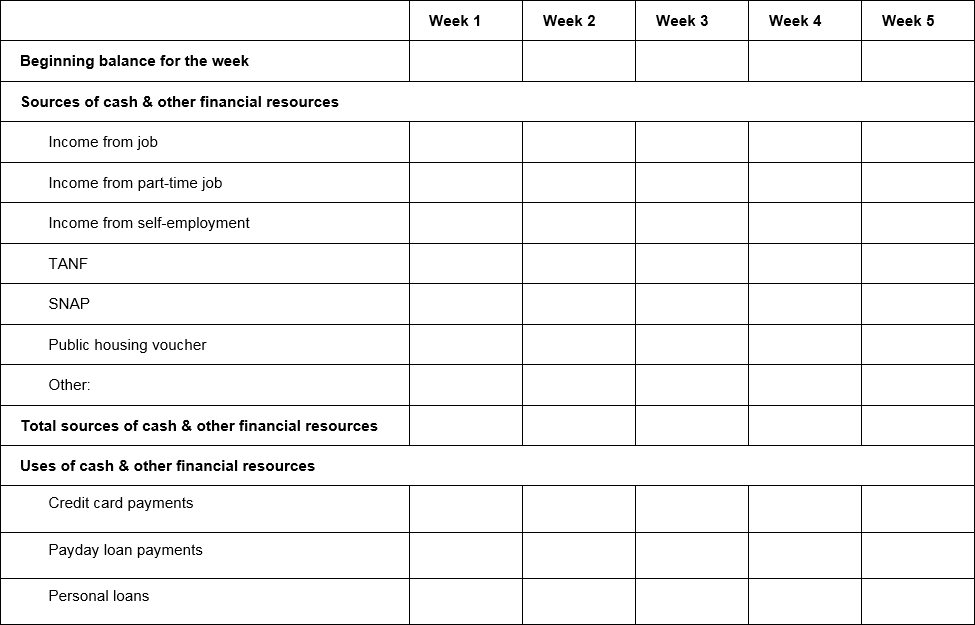 Week 1 Week 2 Week 3 Week 4 Week 5
Beginning balance for the week
Sources of cash & other financial resources
Income from job
Income from part-time job
Income from self-employment
TANF
SNAP
Public housing voucher
Other:
Total sources of cash & other financial resources
Uses of cash & other financial resources
Credit card payments
Payday loan payments
Personal loans